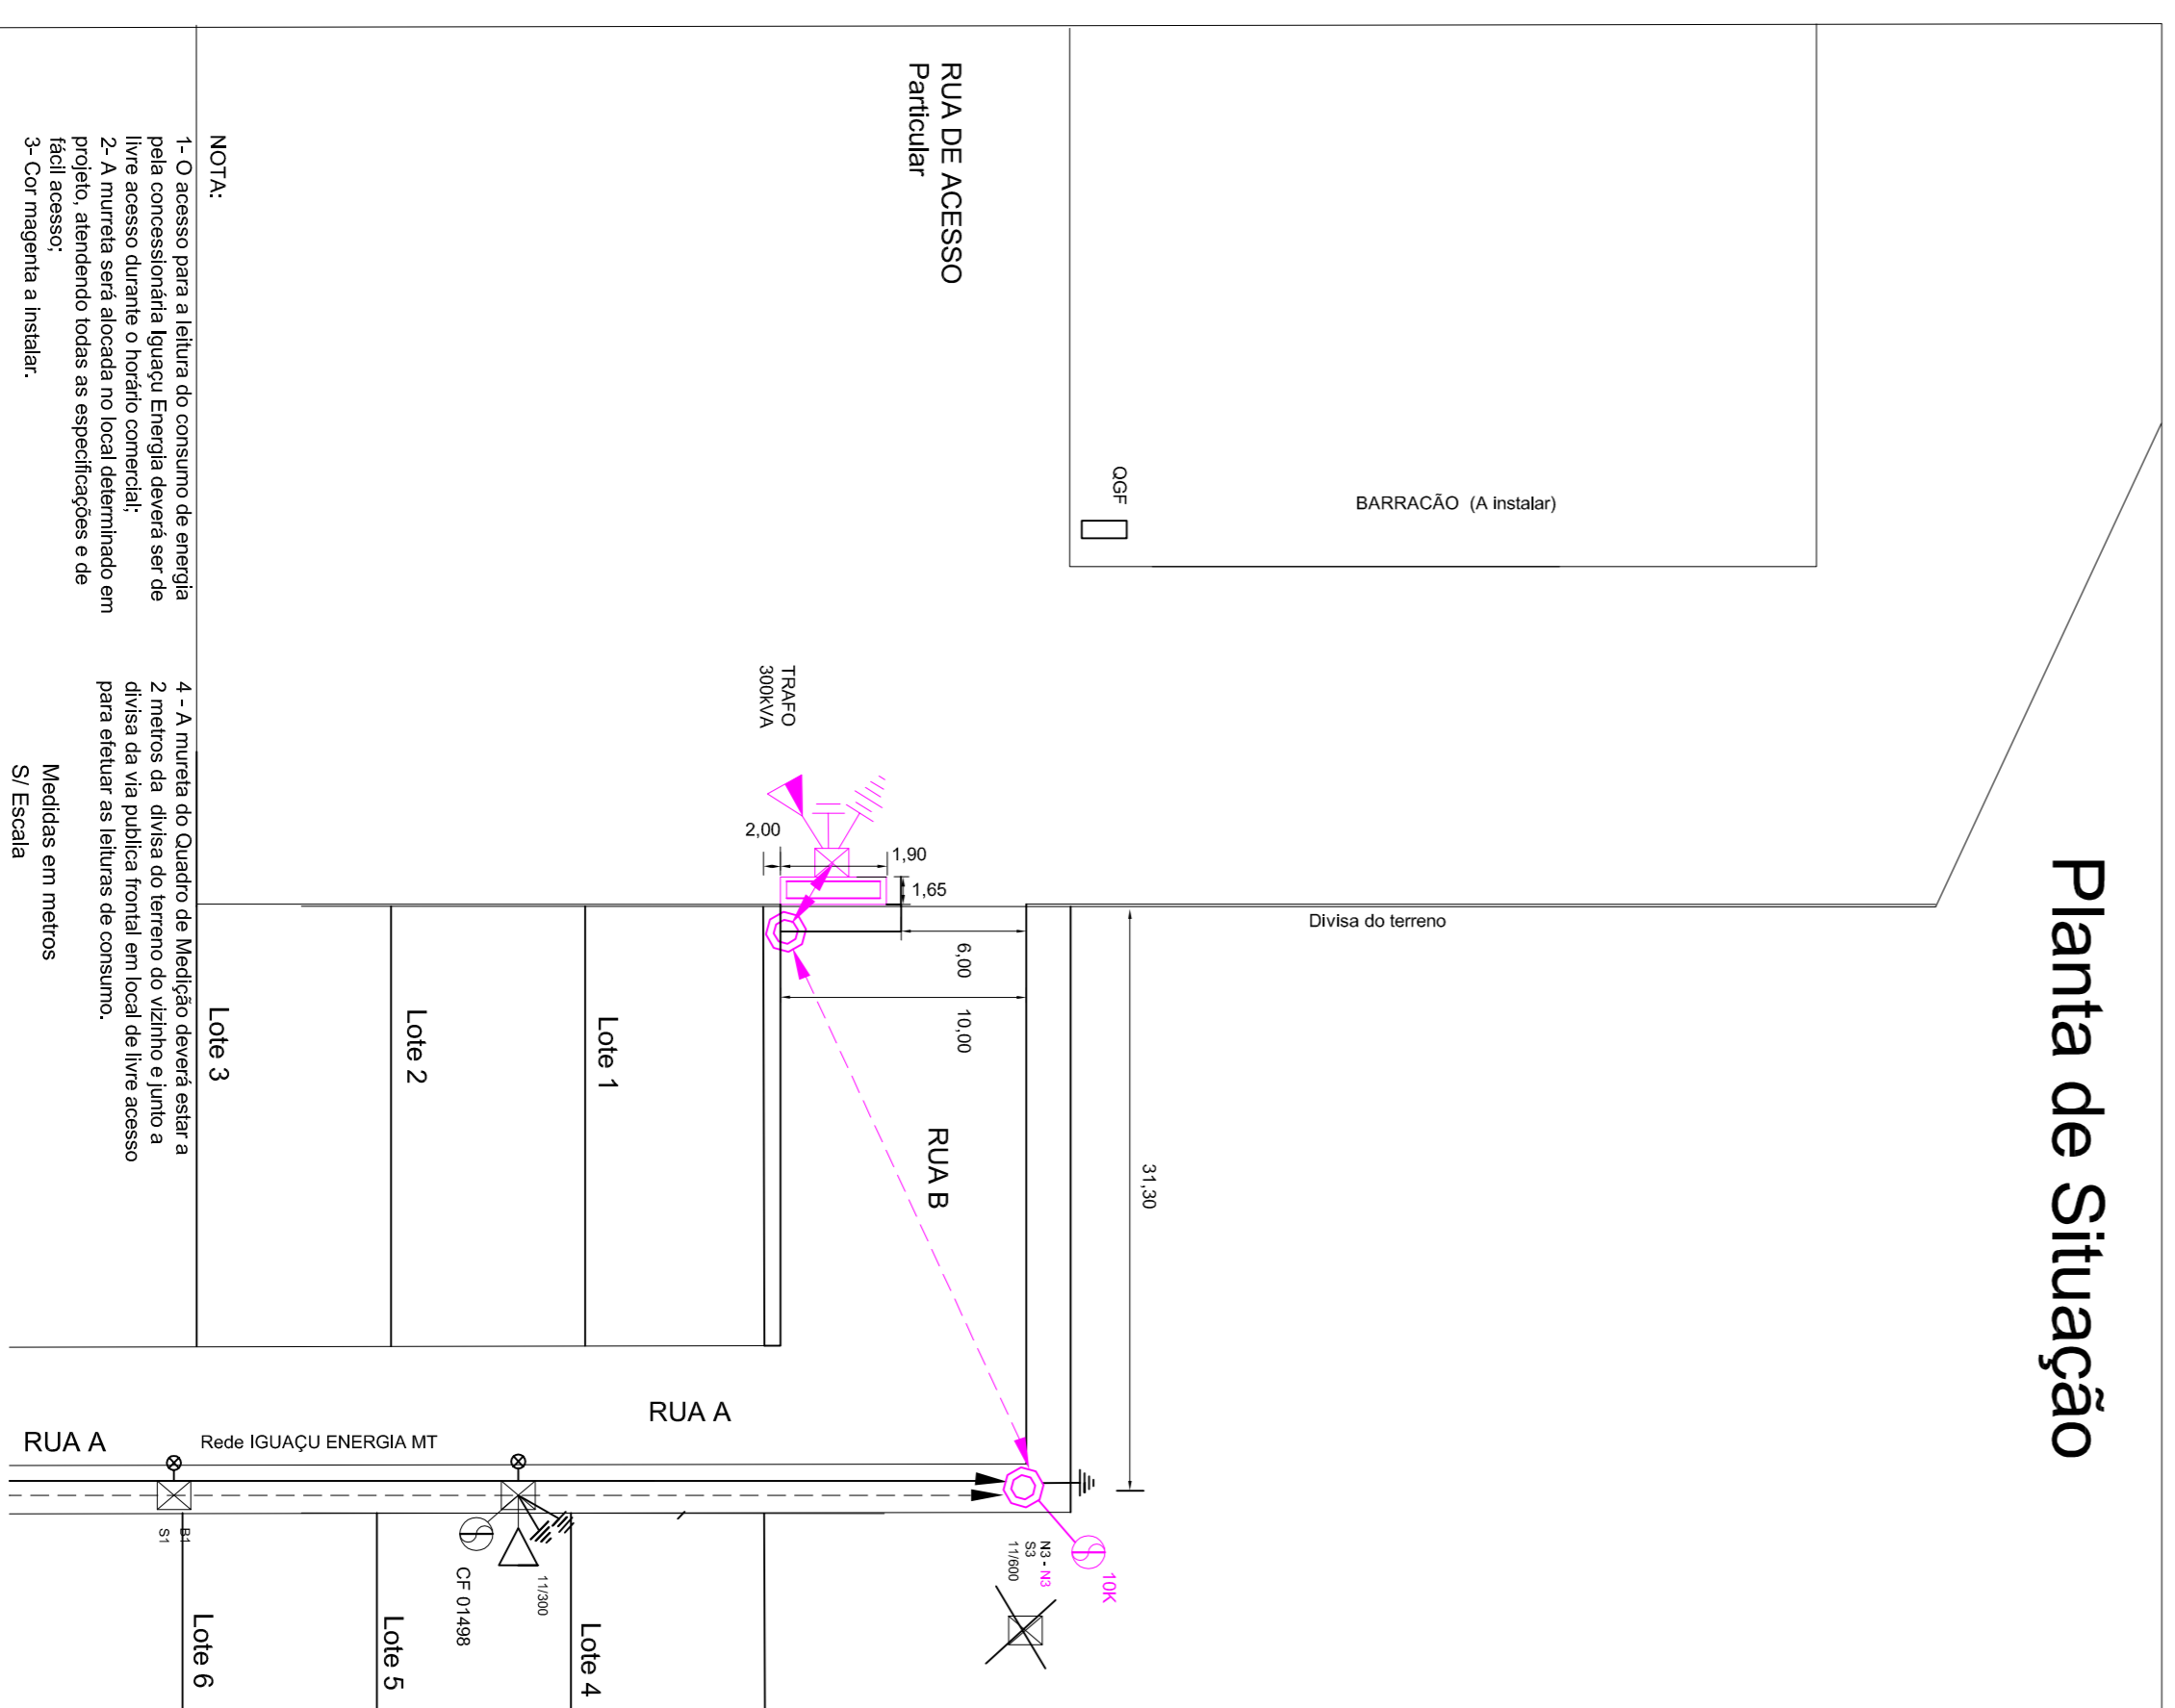 Planta de Situação
BARRACÃO (A instalar)
QGF
RUA DE ACESSO
Particular
Divisa do terreno
31,30
6,00
10,00
1,90
1,65
2,00
TRAFO
300kVA
RUA B
Lote 1
Lote 2
Lote 3
RUA A
RUA A
Rede IGUAÇU ENERGIA MT
10K
N3 - N3
S3
11/600
11/300
CF 01498
B1
S1
Lote 4
Lote 5
Lote 6
NOTA:
1- O acesso para a leitura do consumo de energia
pela concessionária Iguaçu Energia deverá ser de
livre acesso durante o horário comercial;
2- A murreta será alocada no local determinado em
projeto, atendendo todas as especificações e de
fácil acesso;
3- Cor magenta a instalar.
4 - A mureta do Quadro de Medição deverá estar a
2 metros da divisa do terreno do vizinho e junto a
divisa da via publica frontal em local de livre acesso
para efetuar as leituras de consumo.
Medidas em metros
S/ Escala